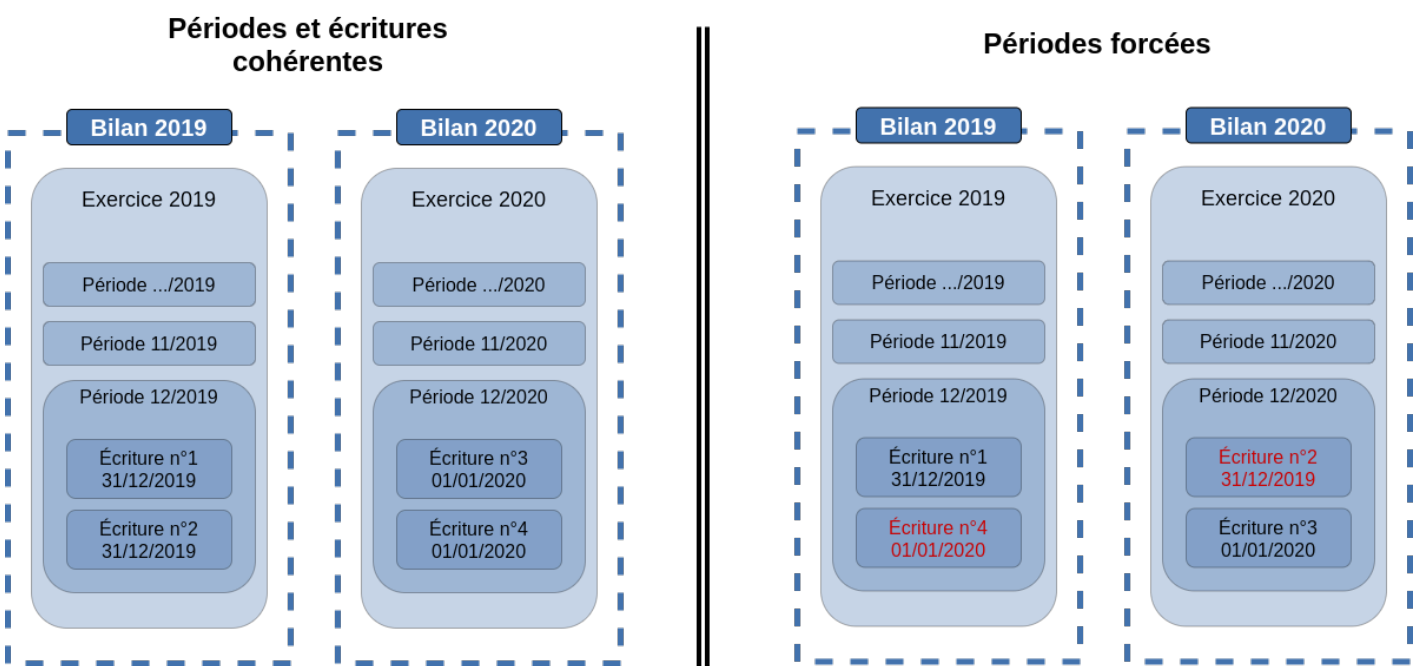 Périodes et écritures
cohérentes
Bilan 2019
Exercice 2019
Période .../2019
Période 11/2019
Période 12/2019
Écriture n°1
31/12/2019
Écriture n°2
31/12/2019
Bilan 2020
Exercice 2020
Période .../2020
Période 11/2020
Période 12/2020
Écriture n°3
01/01/2020
Écriture n°4
01/01/2020
Périodes forcées
Bilan 2019
Exercice 2019
Période .../2019
Période 11/2019
Période 12/2019
Écriture n°1
31/12/2019
Écriture n°4
01/01/2020
Bilan 2020
Exercice 2020
Période .../2020
Période 11/2020
Période 12/2020
Écriture n°2
31/12/2019
Écriture n°3
01/01/2020